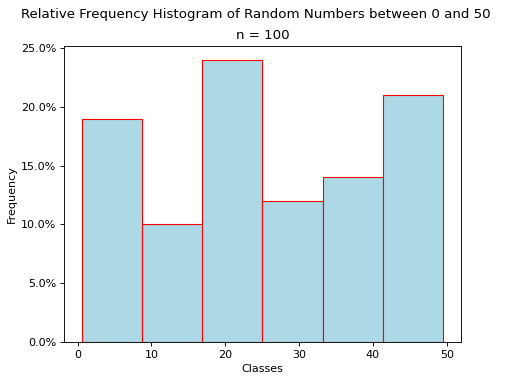 Relative Frequency Histogram of Random Numbers between 0 and 50
n = 100
25.0%
20.0%
15.0%
10.0%
5.0%
0.0%
Frequency
0 10 20 30 40 50
Classes